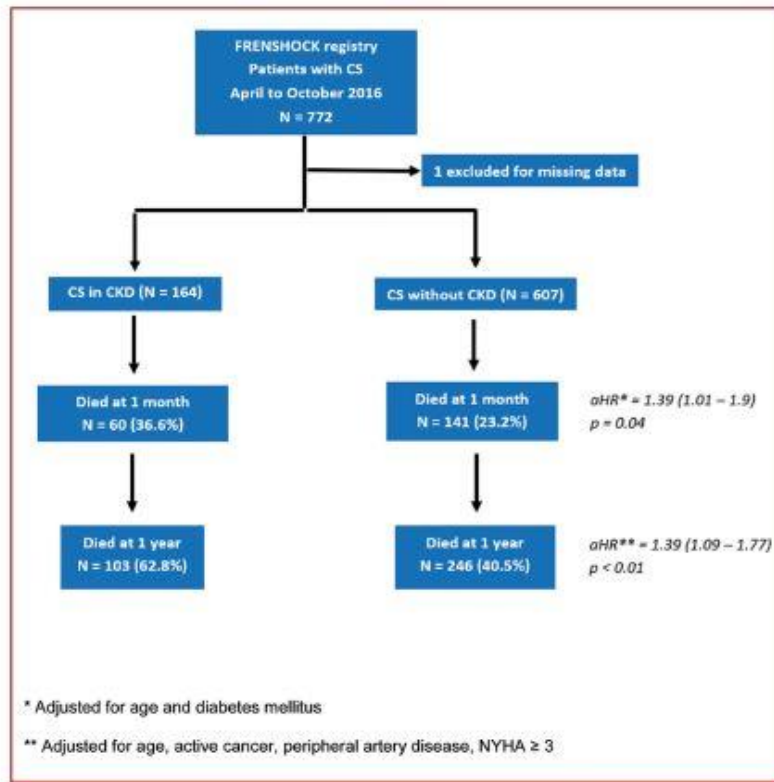 FRENSHOCK registry
Patients with CS
April to October 2016
N = 772
1 excluded for missing data
CS in CKD (N = 164)
CS without CKD (N = 607)
Died at 1 month
N = 60 (36.6%)
Died at 1 month
N = 141 (23.2%)
aHR* = 1.39 (1.01 – 1.9)
p = 0.04
Died at 1 year
N = 103 (62.8%)
Died at 1 year
N = 246 (40.5%)
aHR** = 1.39 (1.09 – 1.77)
p < 0.01
* Adjusted for age and diabetes mellitus
** Adjusted for age, active cancer, peripheral artery disease, NYHA ≥ 3